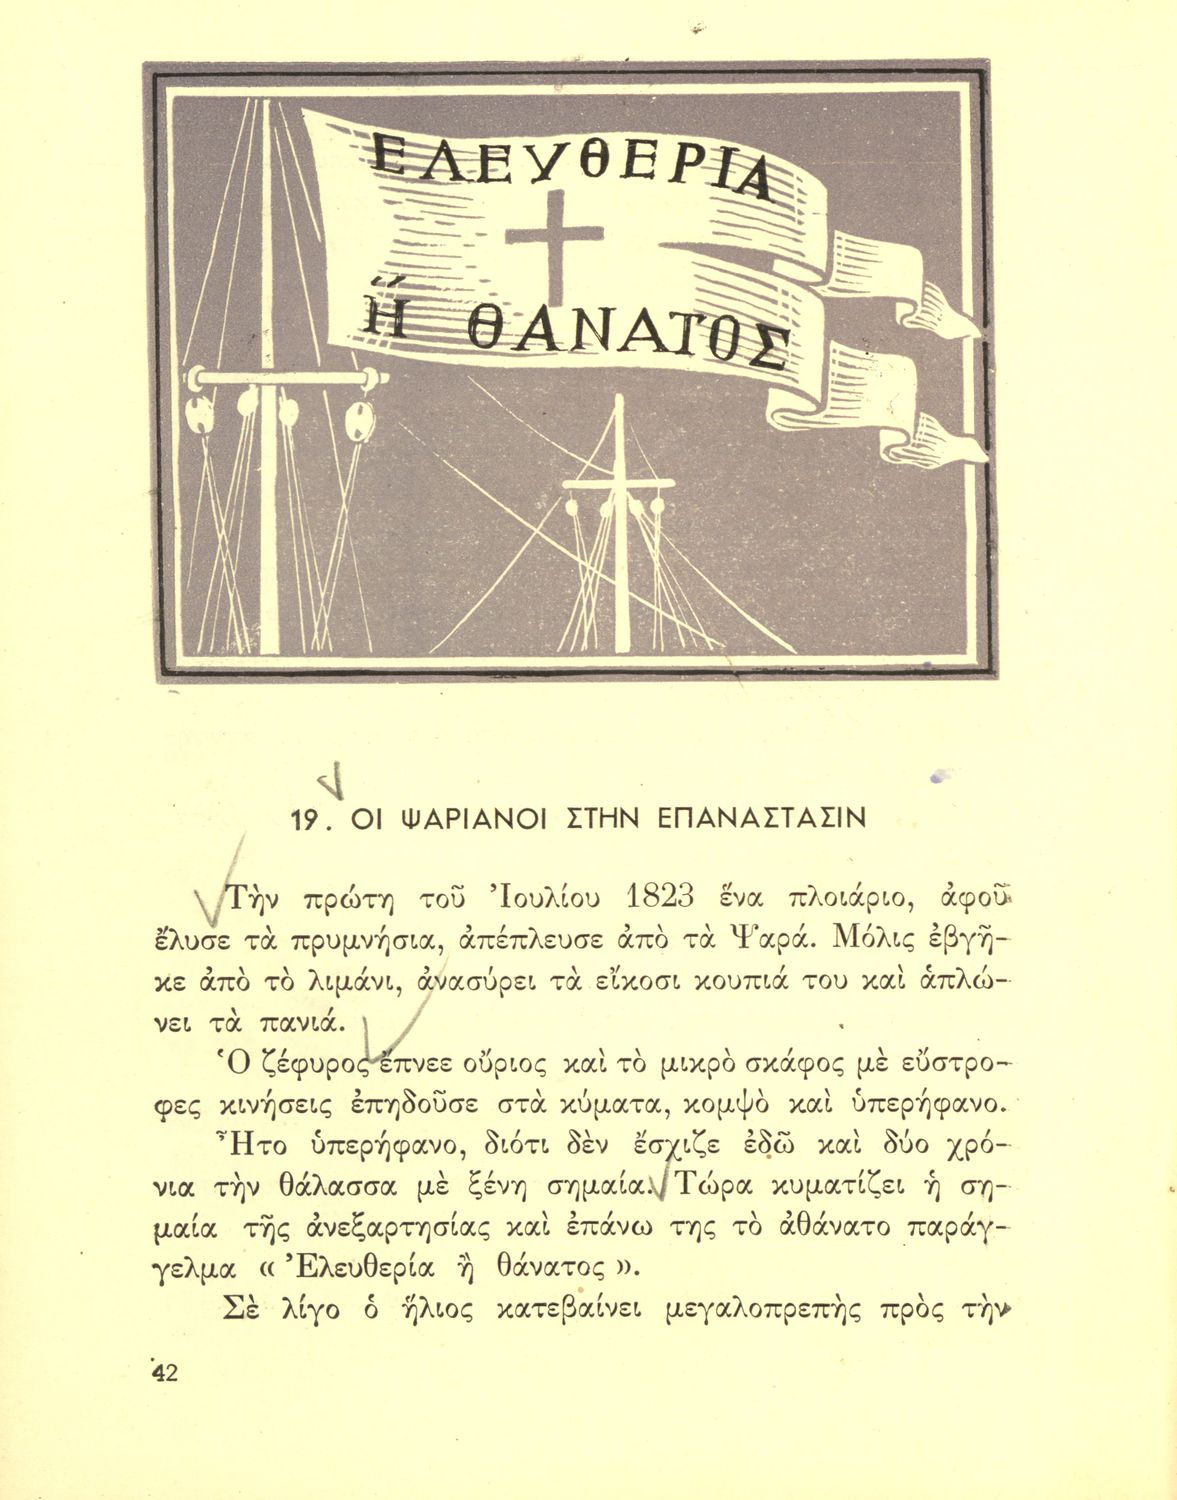 ΕΛΕΥΘΕΡΙΑ
Ἢ ΘΑΝΑΤΟΣ
19. ΟΙ ΨΑΡΙΑΝΟΙ ΣΤΗΝ ΕΠΑΝΑΣΤΑΣΙΝ
Τὴν πρώτη τοῦ Ἰουλίου 1823 ἕνα πλοιάριο, ἀφοῦ
ἔλυσε τὰ πρυμνήσια, ἀπέπλευσε ἀπὸ τὰ Ψαρά. Μόλις ἐβγῆ-
κε ἀπὸ τὸ λιμάνι, ἀνασύρει τὰ εἴκοσι κουπιά του καὶ ἁπλώ-
νει τὰ πανιά.
Ὁ ζέφυρος ἔπνεε οὔριος καὶ τὸ μικρὸ σκάφος μὲ εὔστρο-
φες κινήσεις ἐπηδοῦσε στὰ κύματα, κομψὸ καὶ ὑπερήφανο.
Ἦτο ὑπερήφανο, διότι δὲν ἔσχιζε ἐδῶ καὶ δύο χρό-
νια τὴν θάλασσα μὲ ξένη σημαία. Τώρα κυματίζει ἡ ση-
μαία τῆς ἀνεξαρτησίας καὶ ἐπάνω της τὸ ἀθάνατο παράγ-
γελμα « Ἐλευθερία ἢ θάνατος ».
Σὲ λίγο ὁ ἥλιος κατεβαίνει μεγαλοπρεπὴς πρὸς τὴν
42